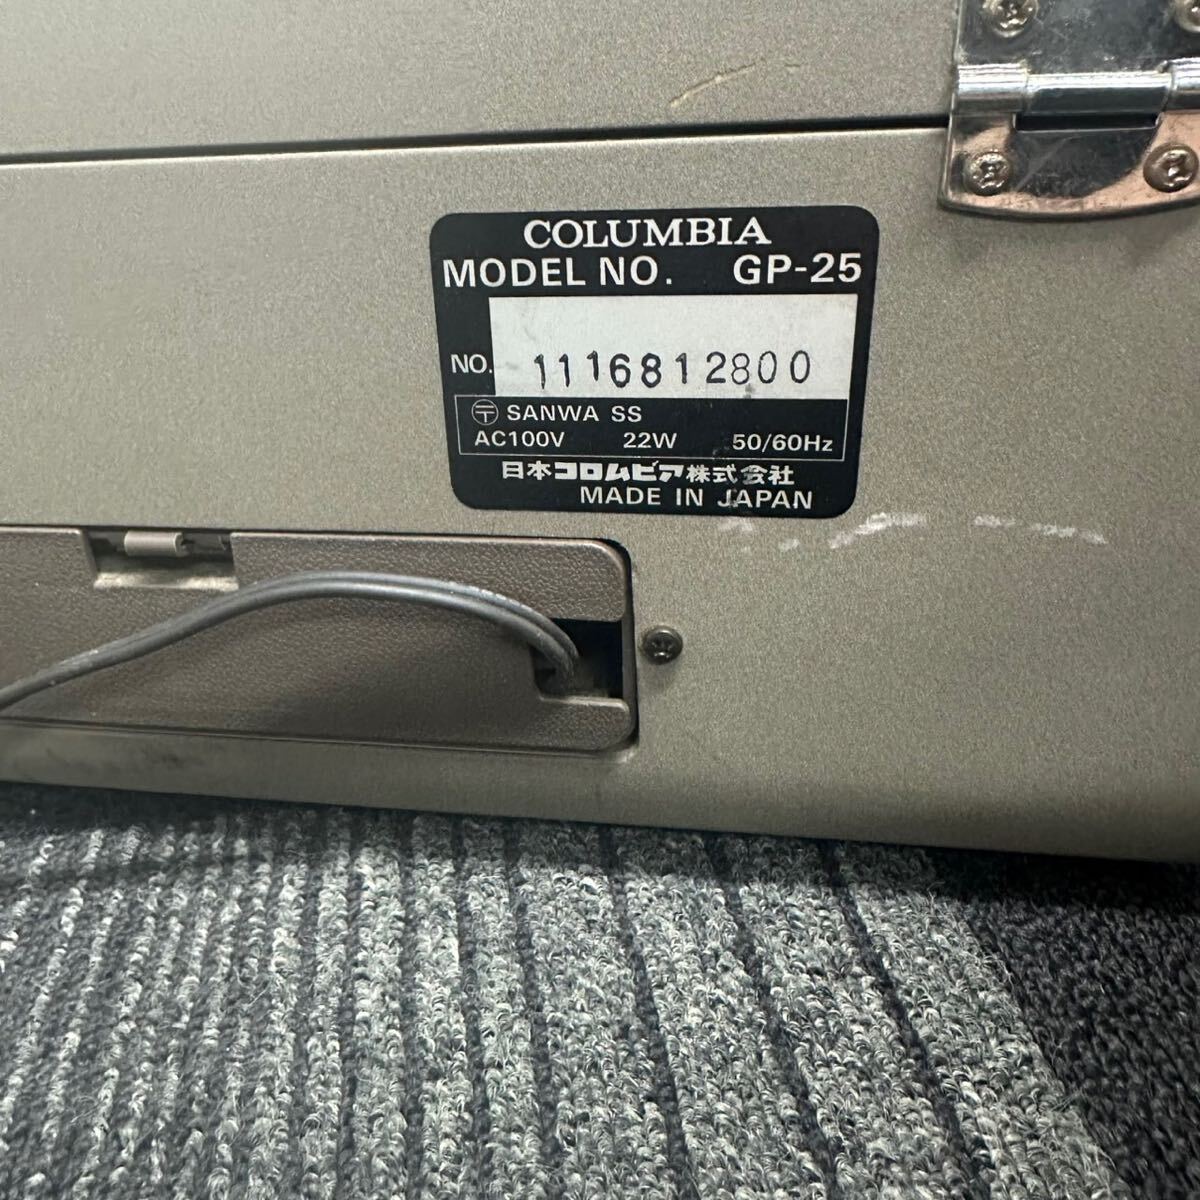 COLUMBIA
MODEL NO. GP-25
NO. 1116812800
〒 SANWA SS
AC100V 22W 50/60Hz
日本コロムビア株式会社
MADE IN JAPAN